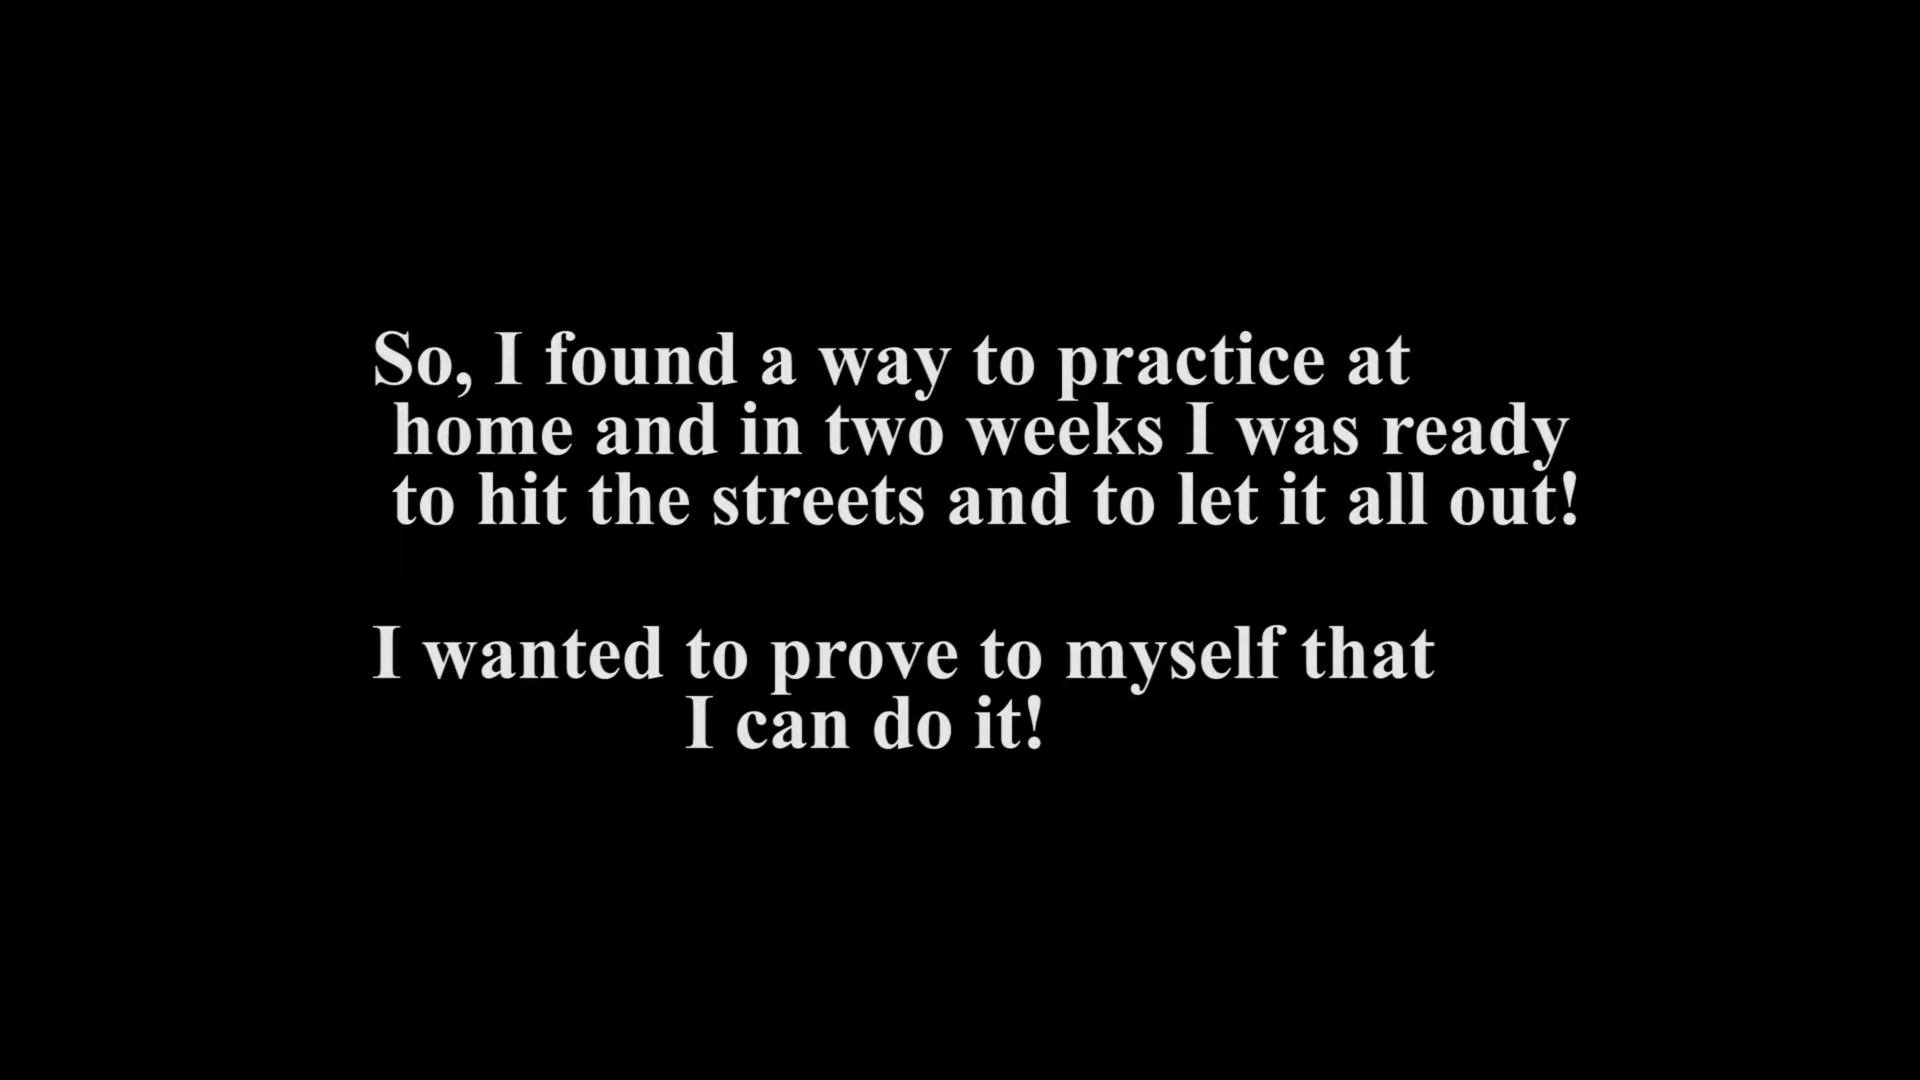 So, I found a way to practice at
home and in two weeks I was ready
to hit the streets and to let it all out!
I wanted to prove to myself that
I can do it!